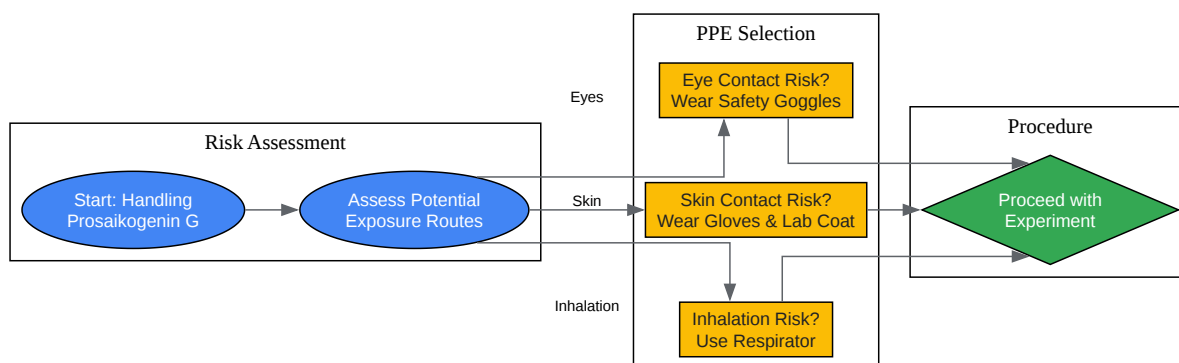 Risk Assessment
Start: Handling
Prosaikogenin G
Assess Potential
Exposure Routes
Eyes
Skin
Inhalation
PPE Selection
Eye Contact Risk?
Wear Safety Goggles
Skin Contact Risk?
Wear Gloves & Lab Coat
Inhalation Risk?
Use Respirator
Procedure
Proceed with
Experiment